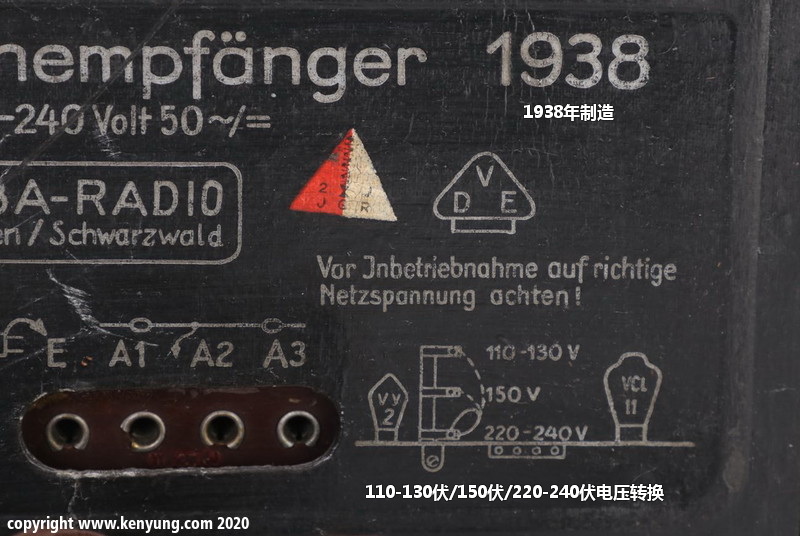 nempfänger 1938
1938年制造
-240 Volt 50~/=
2 J
J R
V
D E
BA-RADIO
en / Schwarzwald
Vor Inbetriebnahme auf richtige
Netzspannung achten!
E A1 A2 A3
110-130 V
150 V
220-240V
VY
2
VCL
11
110-130伏/150伏/220-240伏电压转换
copyright www.kenyung.com 2020